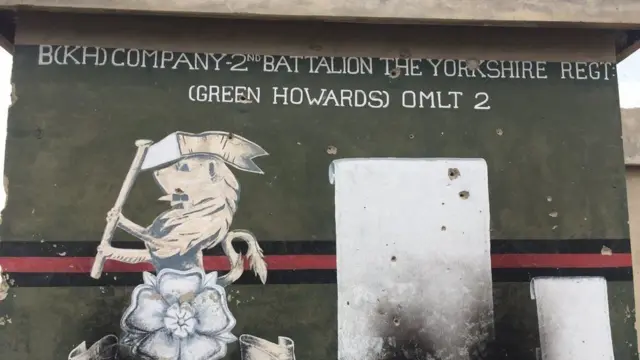 B(KH) COMPANY-2ND BATTALION THE YORKSHIRE REGT:
(GREEN HOWARDS) OMLT 2